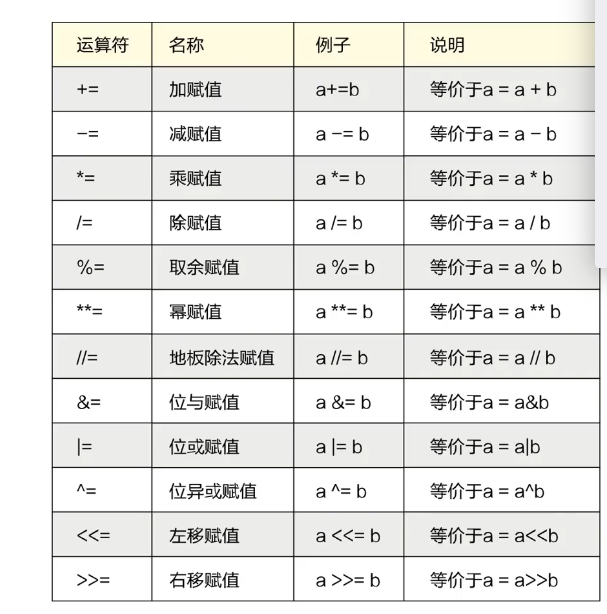 运算符 名称 例子 说明
+= 加赋值 a+=b 等价于a = a + b
−= 减赋值 a −= b 等价于a = a − b
*= 乘赋值 a *= b 等价于a = a * b
/= 除赋值 a /= b 等价于a = a / b
%= 取余赋值 a %= b 等价于a = a % b
**= 幂赋值 a **= b 等价于a = a ** b
//= 地板除法赋值 a //= b 等价于a = a // b
&= 位与赋值 a &= b 等价于a = a&b
|= 位或赋值 a |= b 等价于a = a|b
^= 位异或赋值 a ^= b 等价于a = a^b
<<= 左移赋值 a <<= b 等价于a = a<<b
>>= 右移赋值 a >>= b 等价于a = a>>b